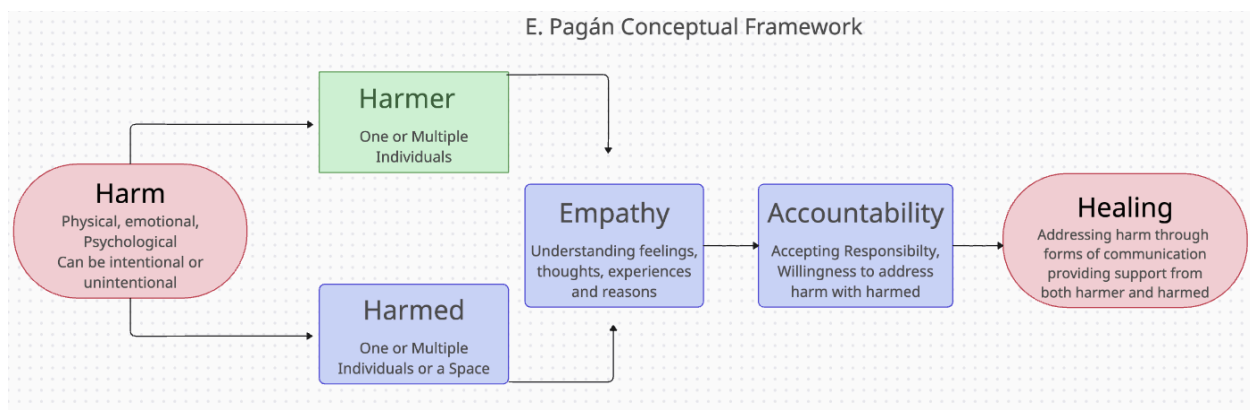 E. Pagán Conceptual Framework
Harmer
One or Multiple
Individuals
Harm
Physical, emotional,
Psychological
Can be intentional or
unintentional
Harmed
One or Multiple
Individuals or a Space
Empathy
Understanding feelings,
thoughts, experiences
and reasons
Accountability
Accepting Responsibilty,
Willingness to address
harm with harmed
Healing
Addressing harm through
forms of communication
providing support from
both harmer and harmed